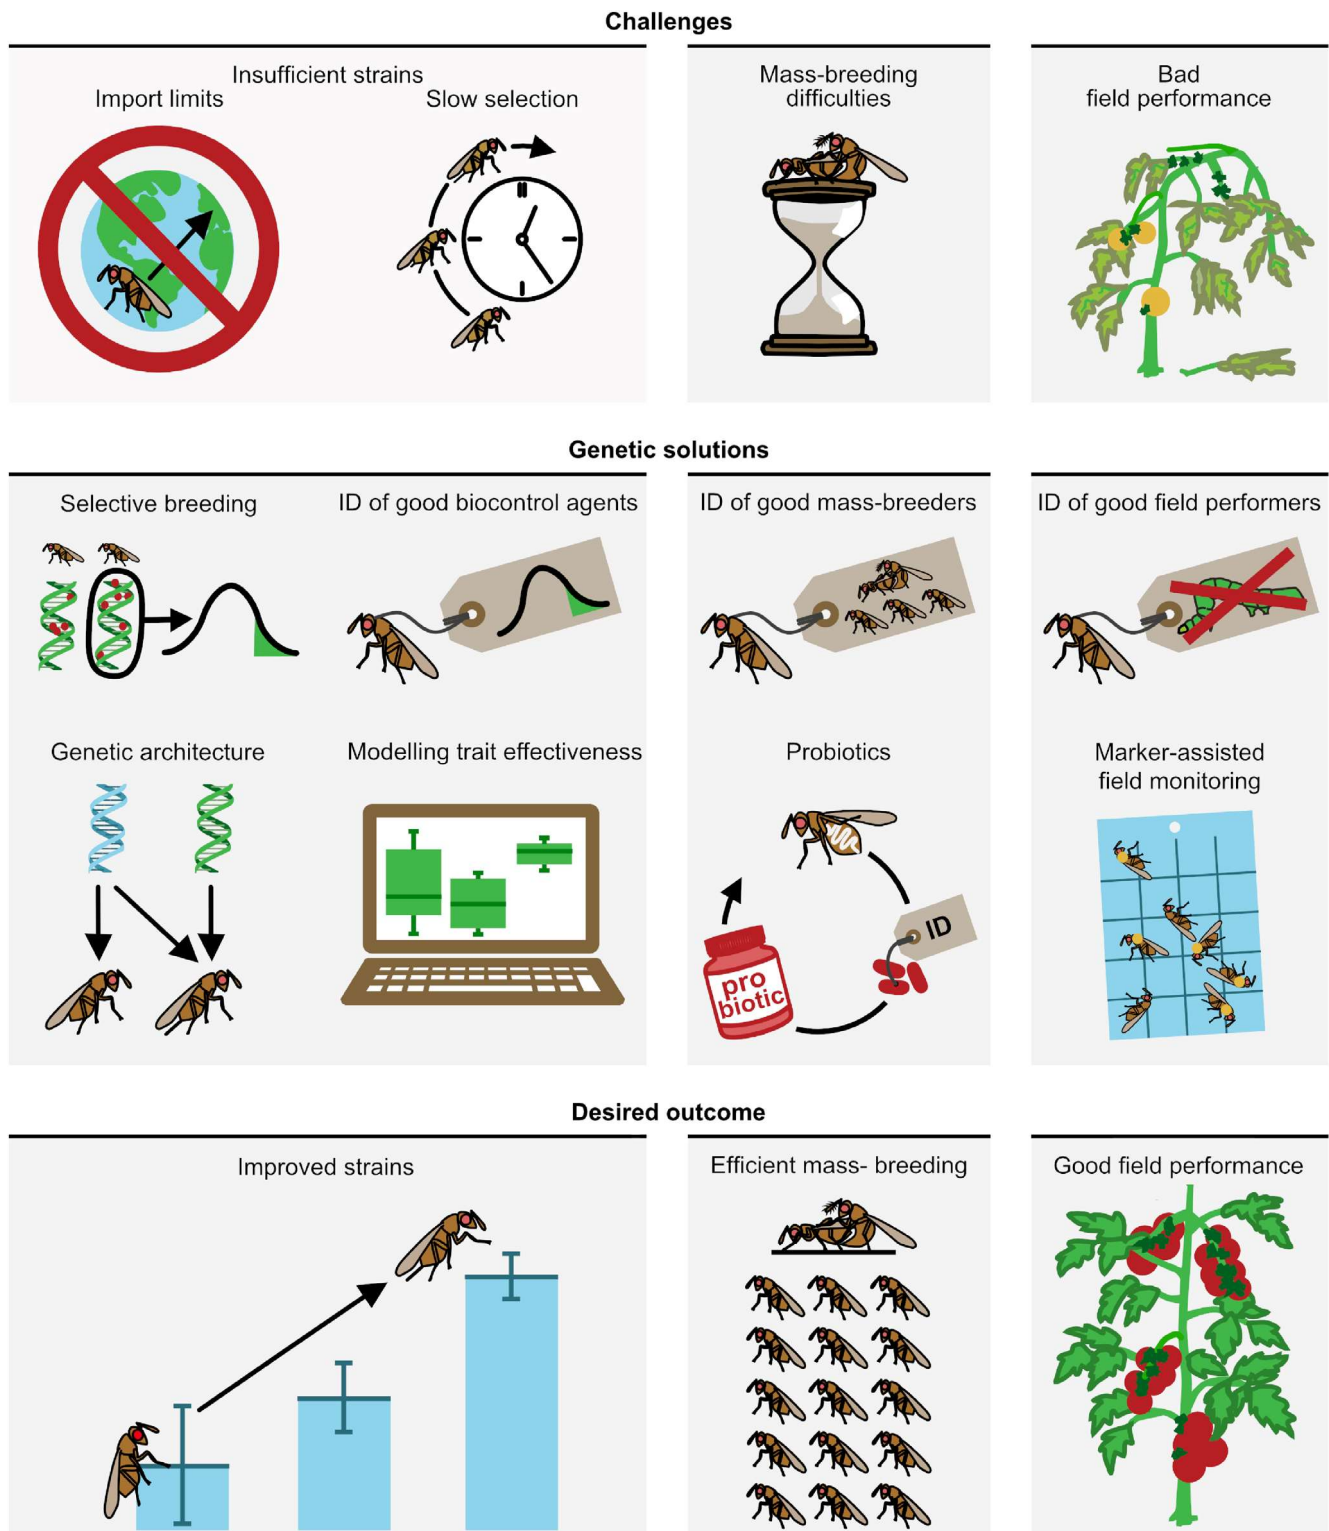 Challenges
Insufficient strains
Import limits
Slow selection
Mass-breeding
difficulties
Bad
field performance
Genetic solutions
Selective breeding
ID of good biocontrol agents
ID of good mass-breeders
ID of good field performers
Genetic architecture
Modelling trait effectiveness
Probiotics
Marker-assisted
field monitoring
ID
pro
biotic
Desired outcome
Improved strains
Efficient mass- breeding
Good field performance